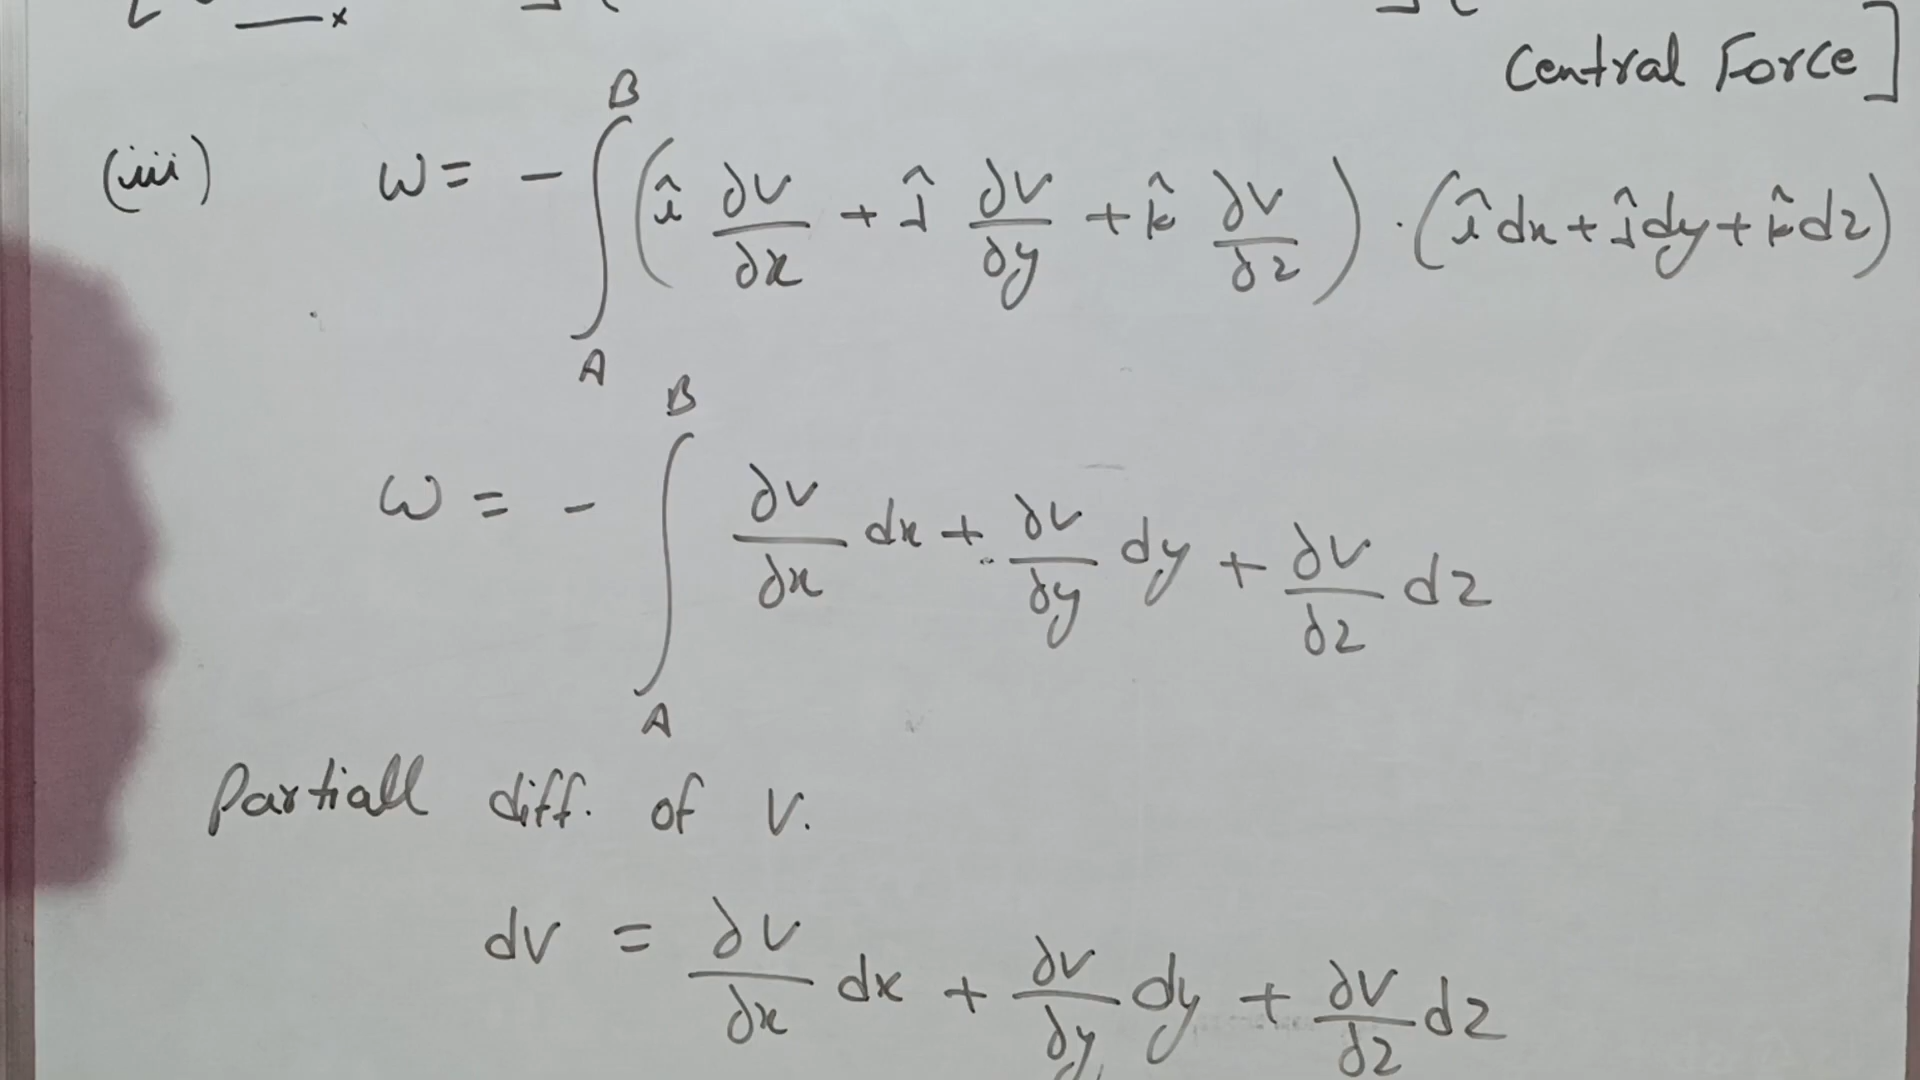 Central Force]
(iii) W = - ∫_A^B (î ∂V/∂x + ĵ ∂V/∂y + k̂ ∂V/∂z) · (î dx + ĵ dy + k̂ dz)
W = - ∫_A^B ∂V/∂x dx + ∂V/∂y dy + ∂V/∂z dz
Partiall diff. of V.
dV = ∂V/∂x dx + ∂V/∂y dy + ∂V/∂z dz